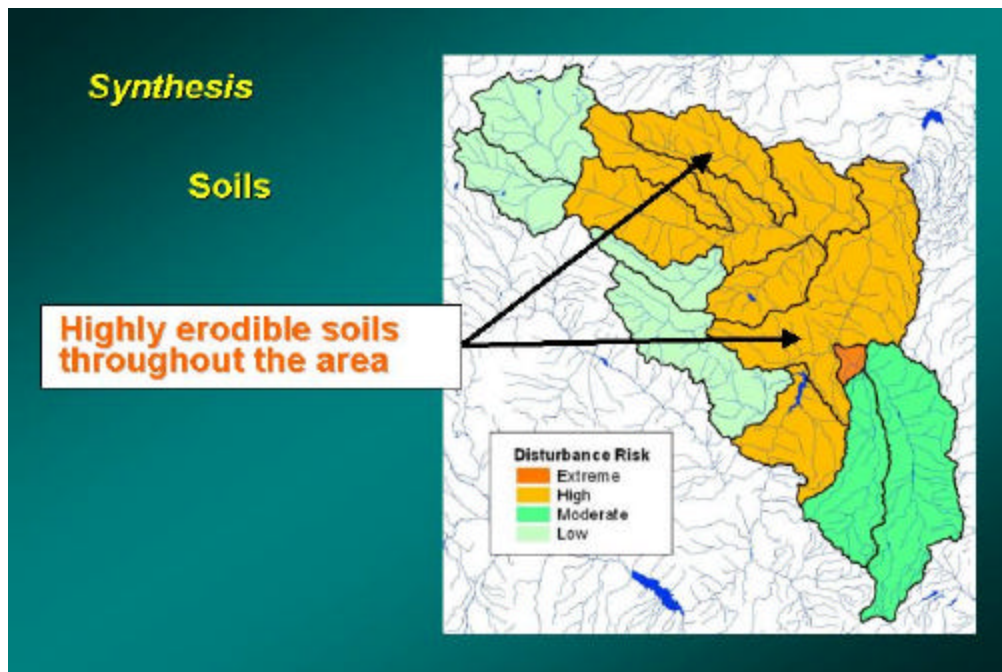 Synthesis
Soils
Highly erodible soils
throughout the area
Disturbance Risk
Extreme
High
Moderate
Low